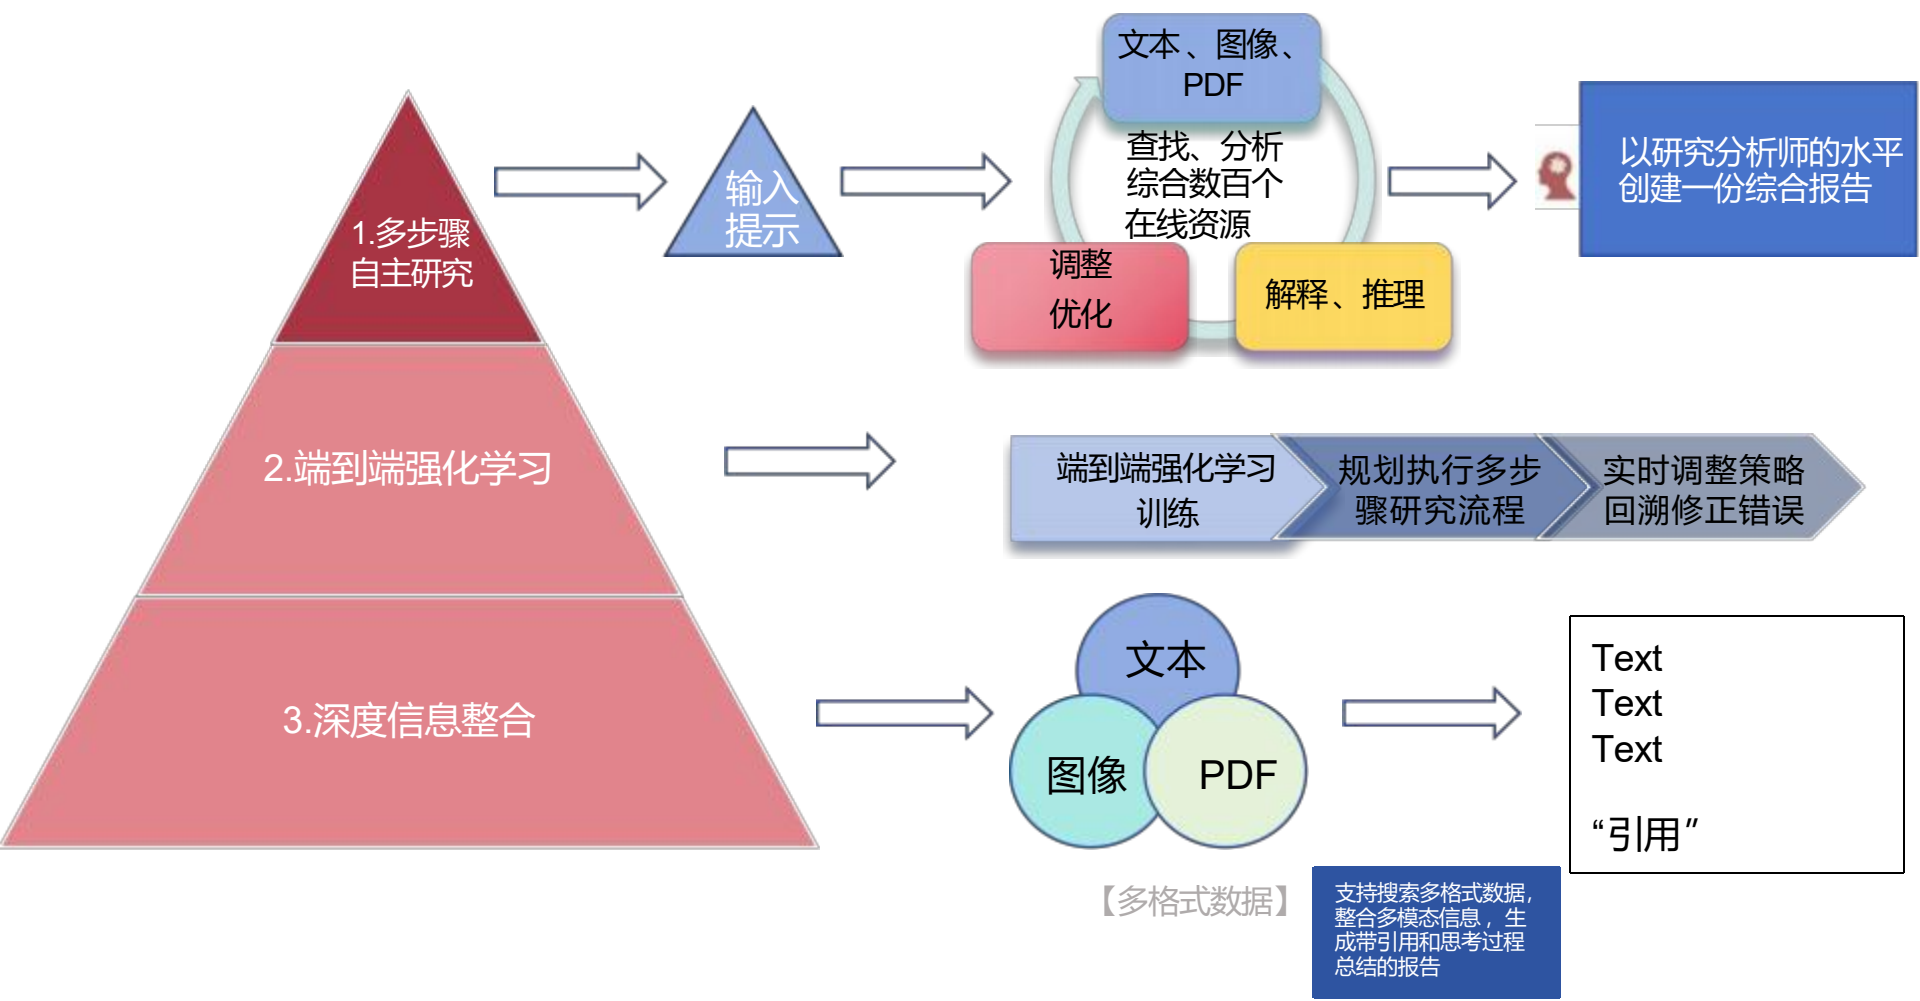 1.多步骤
自主研究
输入
提示
文本、图像、
PDF
查找、分析
综合数百个
在线资源
调整
优化
解释、推理
以研究分析师的水平
创建一份综合报告
2.端到端强化学习
端到端强化学习
训练
规划执行多步
骤研究流程
实时调整策略
回溯修正错误
3.深度信息整合
文本
图像
PDF
【多格式数据】
Text
Text
Text
“引用”
支持搜索多格式数据,
整合多模态信息,生
成带引用和思考过程
总结的报告